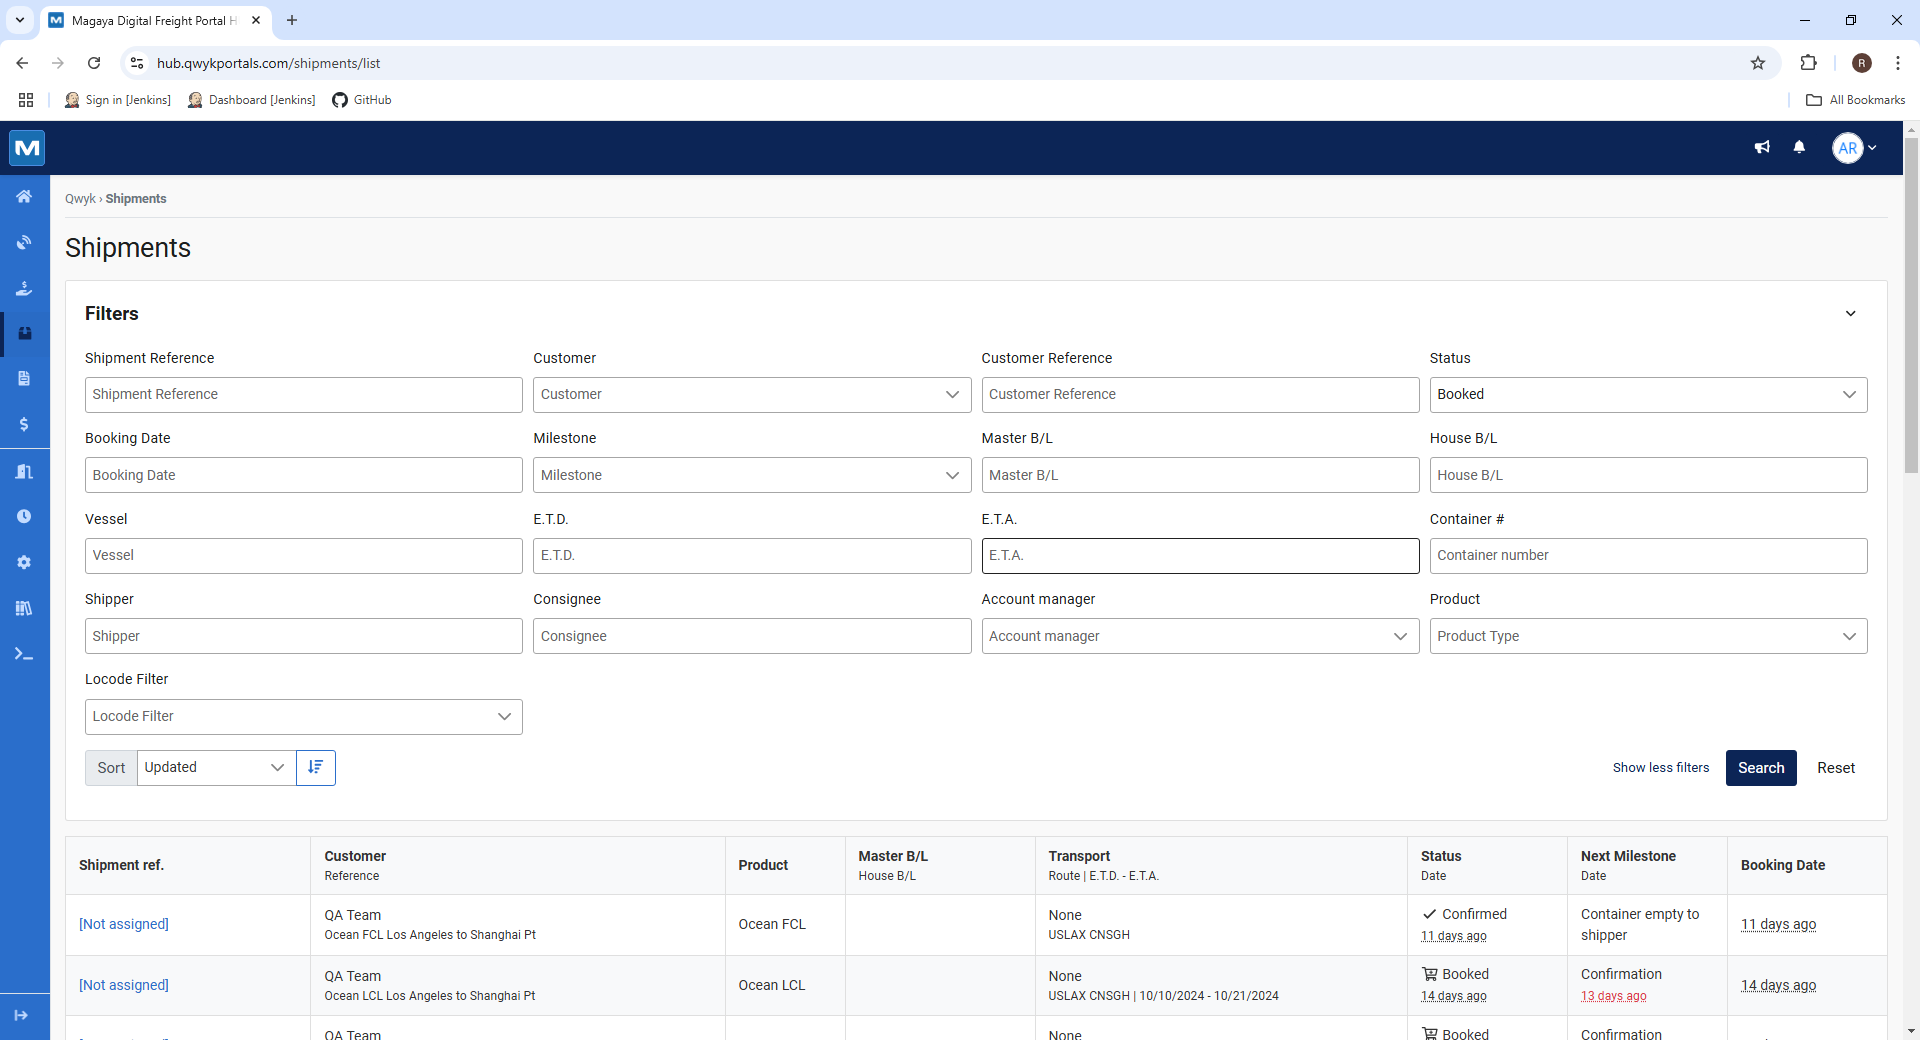 Magaya Digital Freight Portal H
hub.qwykportals.com/shipments/list
R
Sign in [Jenkins]
Dashboard [Jenkins]
GitHub
All Bookmarks
M
AR
Qwyk › Shipments
Shipments
Filters
Shipment Reference
Customer
Customer Reference
Status
Shipment Reference
Customer
Customer Reference
Booked
Booking Date
Milestone
Master B/L
House B/L
Booking Date
Milestone
Master B/L
House B/L
Vessel
E.T.D.
E.T.A.
Container #
Vessel
E.T.D.
E.T.A.
Container number
Shipper
Consignee
Account manager
Product
Shipper
Consignee
Account manager
Product Type
Locode Filter
Locode Filter
Sort
Updated
Show less filters
Search
Reset
Shipment ref.
Customer
Reference
Product
Master B/L
House B/L
Transport
Route | E.T.D. - E.T.A.
Status
Date
Next Milestone
Date
Booking Date
[Not assigned]
QA Team
Ocean FCL Los Angeles to Shanghai Pt
Ocean FCL
None
USLAX CNSGH
Confirmed
11 days ago
Container empty to
shipper
11 days ago
[Not assigned]
QA Team
Ocean LCL Los Angeles to Shanghai Pt
Ocean LCL
None
USLAX CNSGH | 10/10/2024 - 10/21/2024
Booked
14 days ago
Confirmation
13 days ago
14 days ago
QA Team
None
Booked
Confirmation